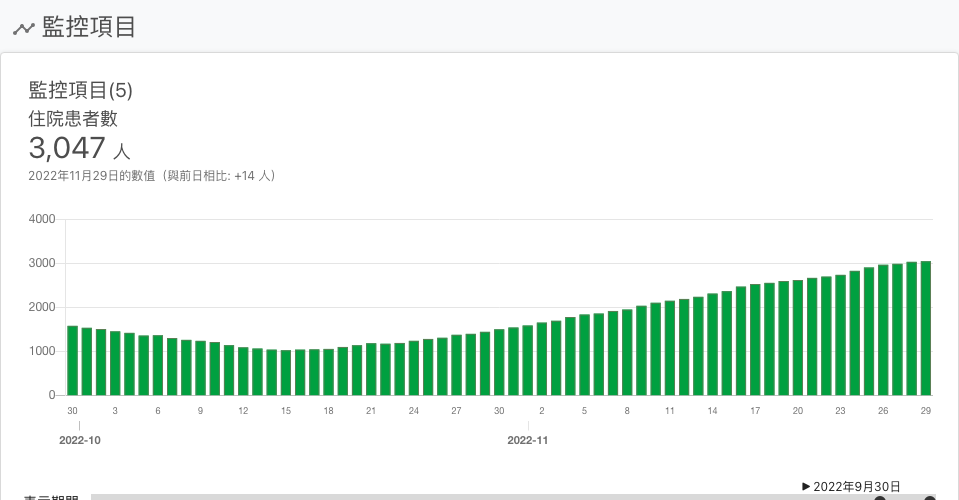 監控項目
監控項目(5)
住院患者數
3,047 人
2022年11月29日的數值（與前日相比: +14 人）
4000
3000
2000
1000
0
30 3 6 9 12 15 18 21 24 27 30 2 5 8 11 14 17 20 23 26 29
2022-10 2022-11
▶ 2022年9月30日
表示期間